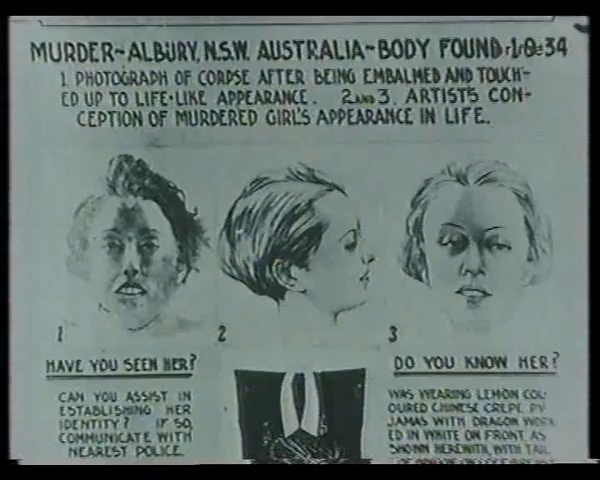 MURDER~ALBURY, N.S.W. AUSTRALIA~BODY FOUND 1·9·34
1. PHOTOGRAPH OF CORPSE AFTER BEING EMBALMED AND TOUCH-
ED UP TO LIFE-LIKE APPEARANCE. 2 AND 3. ARTIST'S CON-
CEPTION OF MURDERED GIRL'S APPEARANCE IN LIFE.
1 2 3
HAVE YOU SEEN HER?
CAN YOU ASSIST IN
ESTABLISHING HER
IDENTITY? IF SO,
COMMUNICATE WITH
NEAREST POLICE.
DO YOU KNOW HER?
WAS WEARING LEMON COL-
OURED CHINESE CREPE PY
JAMAS WITH DRAGON WORK
ED IN WHITE ON FRONT AS
SHOWN HEREWITH, WITH TAIL